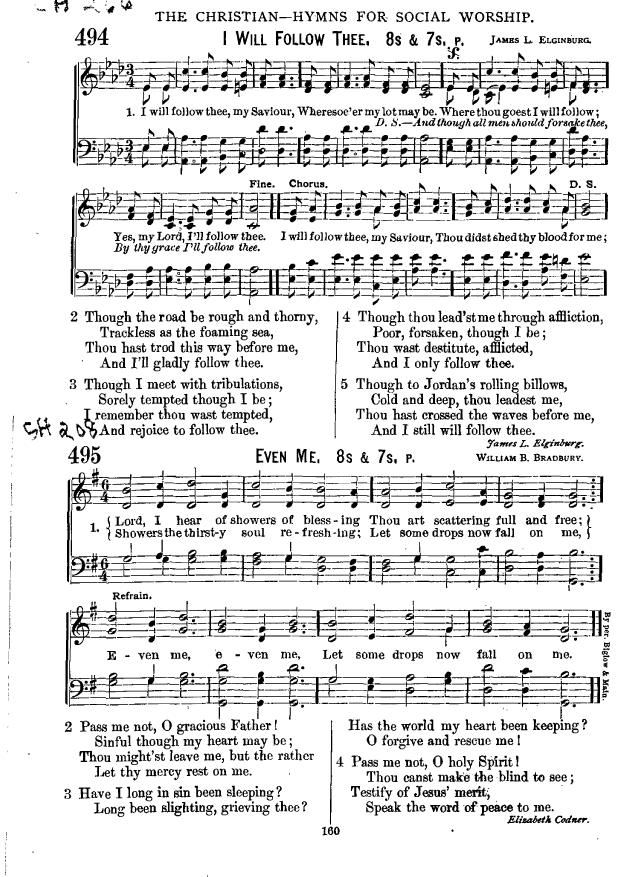 THE CHRISTIAN—HYMNS FOR SOCIAL WORSHIP.
494 I WILL FOLLOW THEE. 8s & 7s. P. JAMES L. ELGINBURG.
1. I will follow thee, my Saviour, Wheresoe'er my lot may be. Where thou goest I will follow;
D. S.—And though all men should forsake thee,
Fine. Chorus. D. S.
Yes, my Lord, I'll follow thee. I will follow thee, my Saviour, Thou didst shed thy blood for me;
By thy grace I'll follow thee.
2 Though the road be rough and thorny,
Trackless as the foaming sea,
Thou hast trod this way before me,
And I'll gladly follow thee.
3 Though I meet with tribulations,
Sorely tempted though I be;
I remember thou wast tempted,
And rejoice to follow thee.
4 Though thou lead'st me through affliction,
Poor, forsaken, though I be;
Thou wast destitute, afflicted,
And I only follow thee.
5 Though to Jordan's rolling billows,
Cold and deep, thou leadest me,
Thou hast crossed the waves before me,
And I still will follow thee.
James L. Elginburg.
SH 208
495 EVEN ME. 8s & 7s. P. WILLIAM B. BRADBURY.
1. Lord, I hear of showers of bless-ing Thou art scattering full and free;
Showers the thirst-y soul re-fresh-ing; Let some drops now fall on me,
Refrain.
E - ven me, e - ven me, Let some drops now fall on me.
By per. Biglow & Main.
2 Pass me not, O gracious Father!
Sinful though my heart may be;
Thou might'st leave me, but the rather
Let thy mercy rest on me.
3 Have I long in sin been sleeping?
Long been slighting, grieving thee?
Has the world my heart been keeping?
O forgive and rescue me!
4 Pass me not, O holy Spirit!
Thou canst make the blind to see;
Testify of Jesus' merit,
Speak the word of peace to me.
Elizabeth Codner.
160